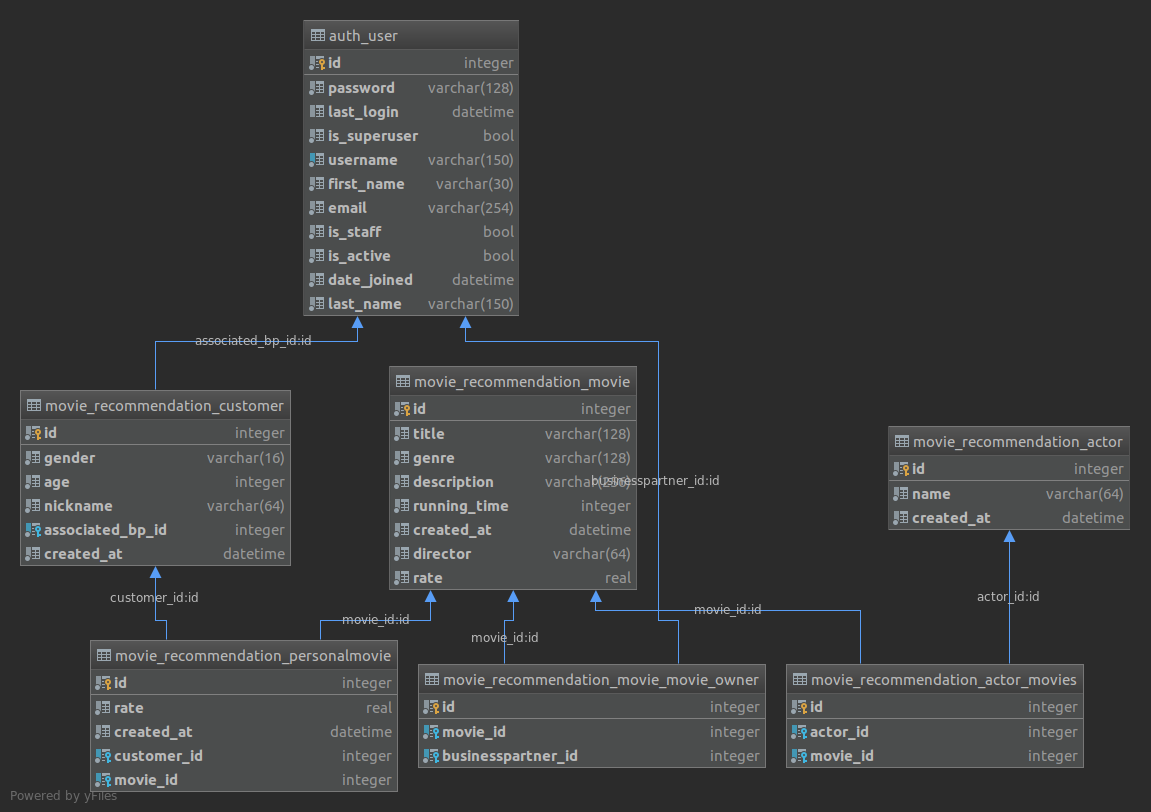 auth_user
id integer
password varchar(128)
last_login datetime
is_superuser bool
username varchar(150)
first_name varchar(30)
email varchar(254)
is_staff bool
is_active bool
date_joined datetime
last_name varchar(150)
associated_bp_id:id
movie_recommendation_customer
id integer
gender varchar(16)
age integer
nickname varchar(64)
associated_bp_id integer
created_at datetime
movie_recommendation_movie
id integer
title varchar(128)
genre varchar(128)
description
businesspartner_id:id
running_time integer
created_at datetime
director varchar(64)
rate real
movie_recommendation_actor
id integer
name varchar(64)
created_at datetime
customer_id:id
movie_id:id
movie_id:id
movie_id:id
actor_id:id
movie_recommendation_personalmovie
id integer
rate real
created_at datetime
customer_id integer
movie_id integer
movie_recommendation_movie_movie_owner
id integer
movie_id integer
businesspartner_id integer
movie_recommendation_actor_movies
id integer
actor_id integer
movie_id integer
Powered by yFiles